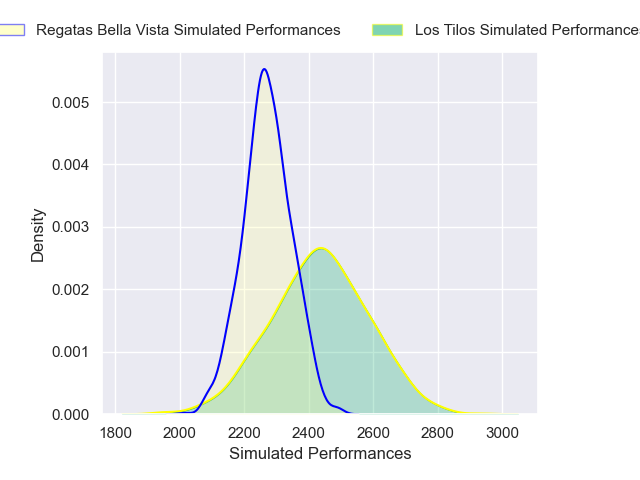 Regatas Bella Vista Simulated Performances
Los Tilos Simulated Performances
0.005
0.004
0.003
0.002
0.001
0.000
Density
1800 2000 2200 2400 2600 2800 3000
Simulated Performances